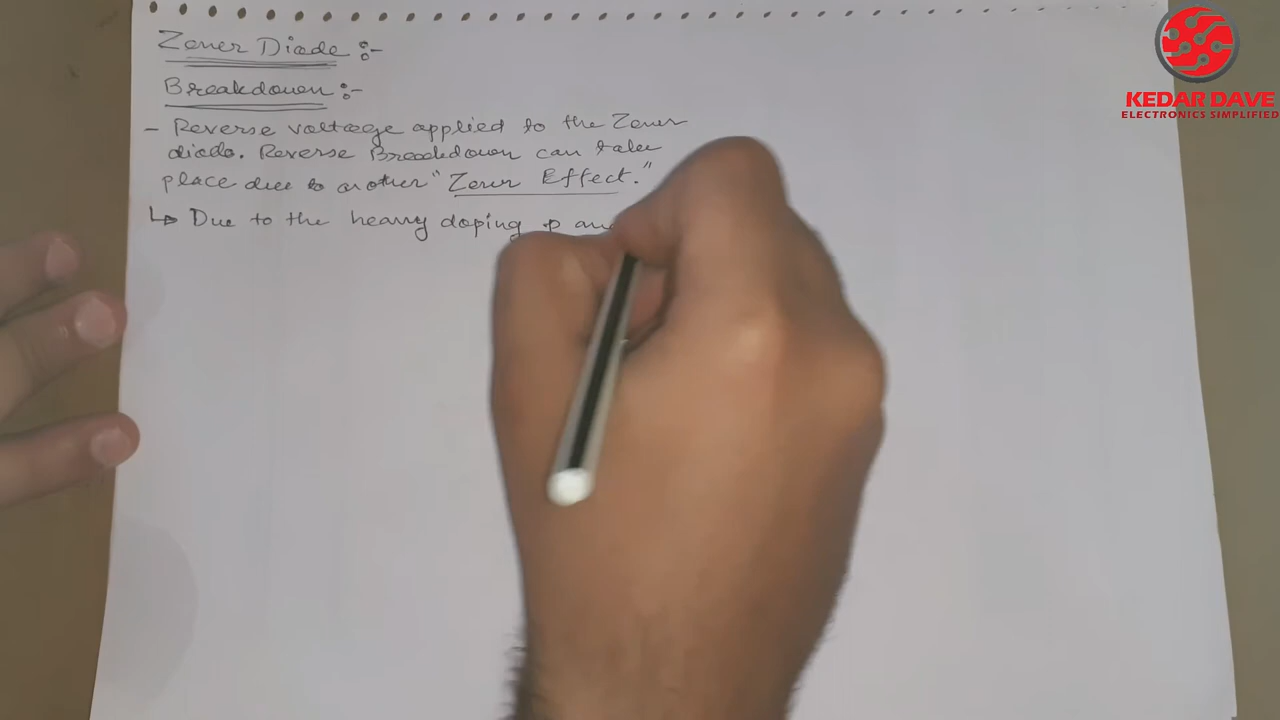 Zener Diode :-
Breakdown :-
- Reverse voltage applied to the Zener
diode. Reverse Breakdown can take
place due to another "Zener Effect."
↳ Due to the heavy doping p an
KEDAR DAVE
ELECTRONICS SIMPLIFIED